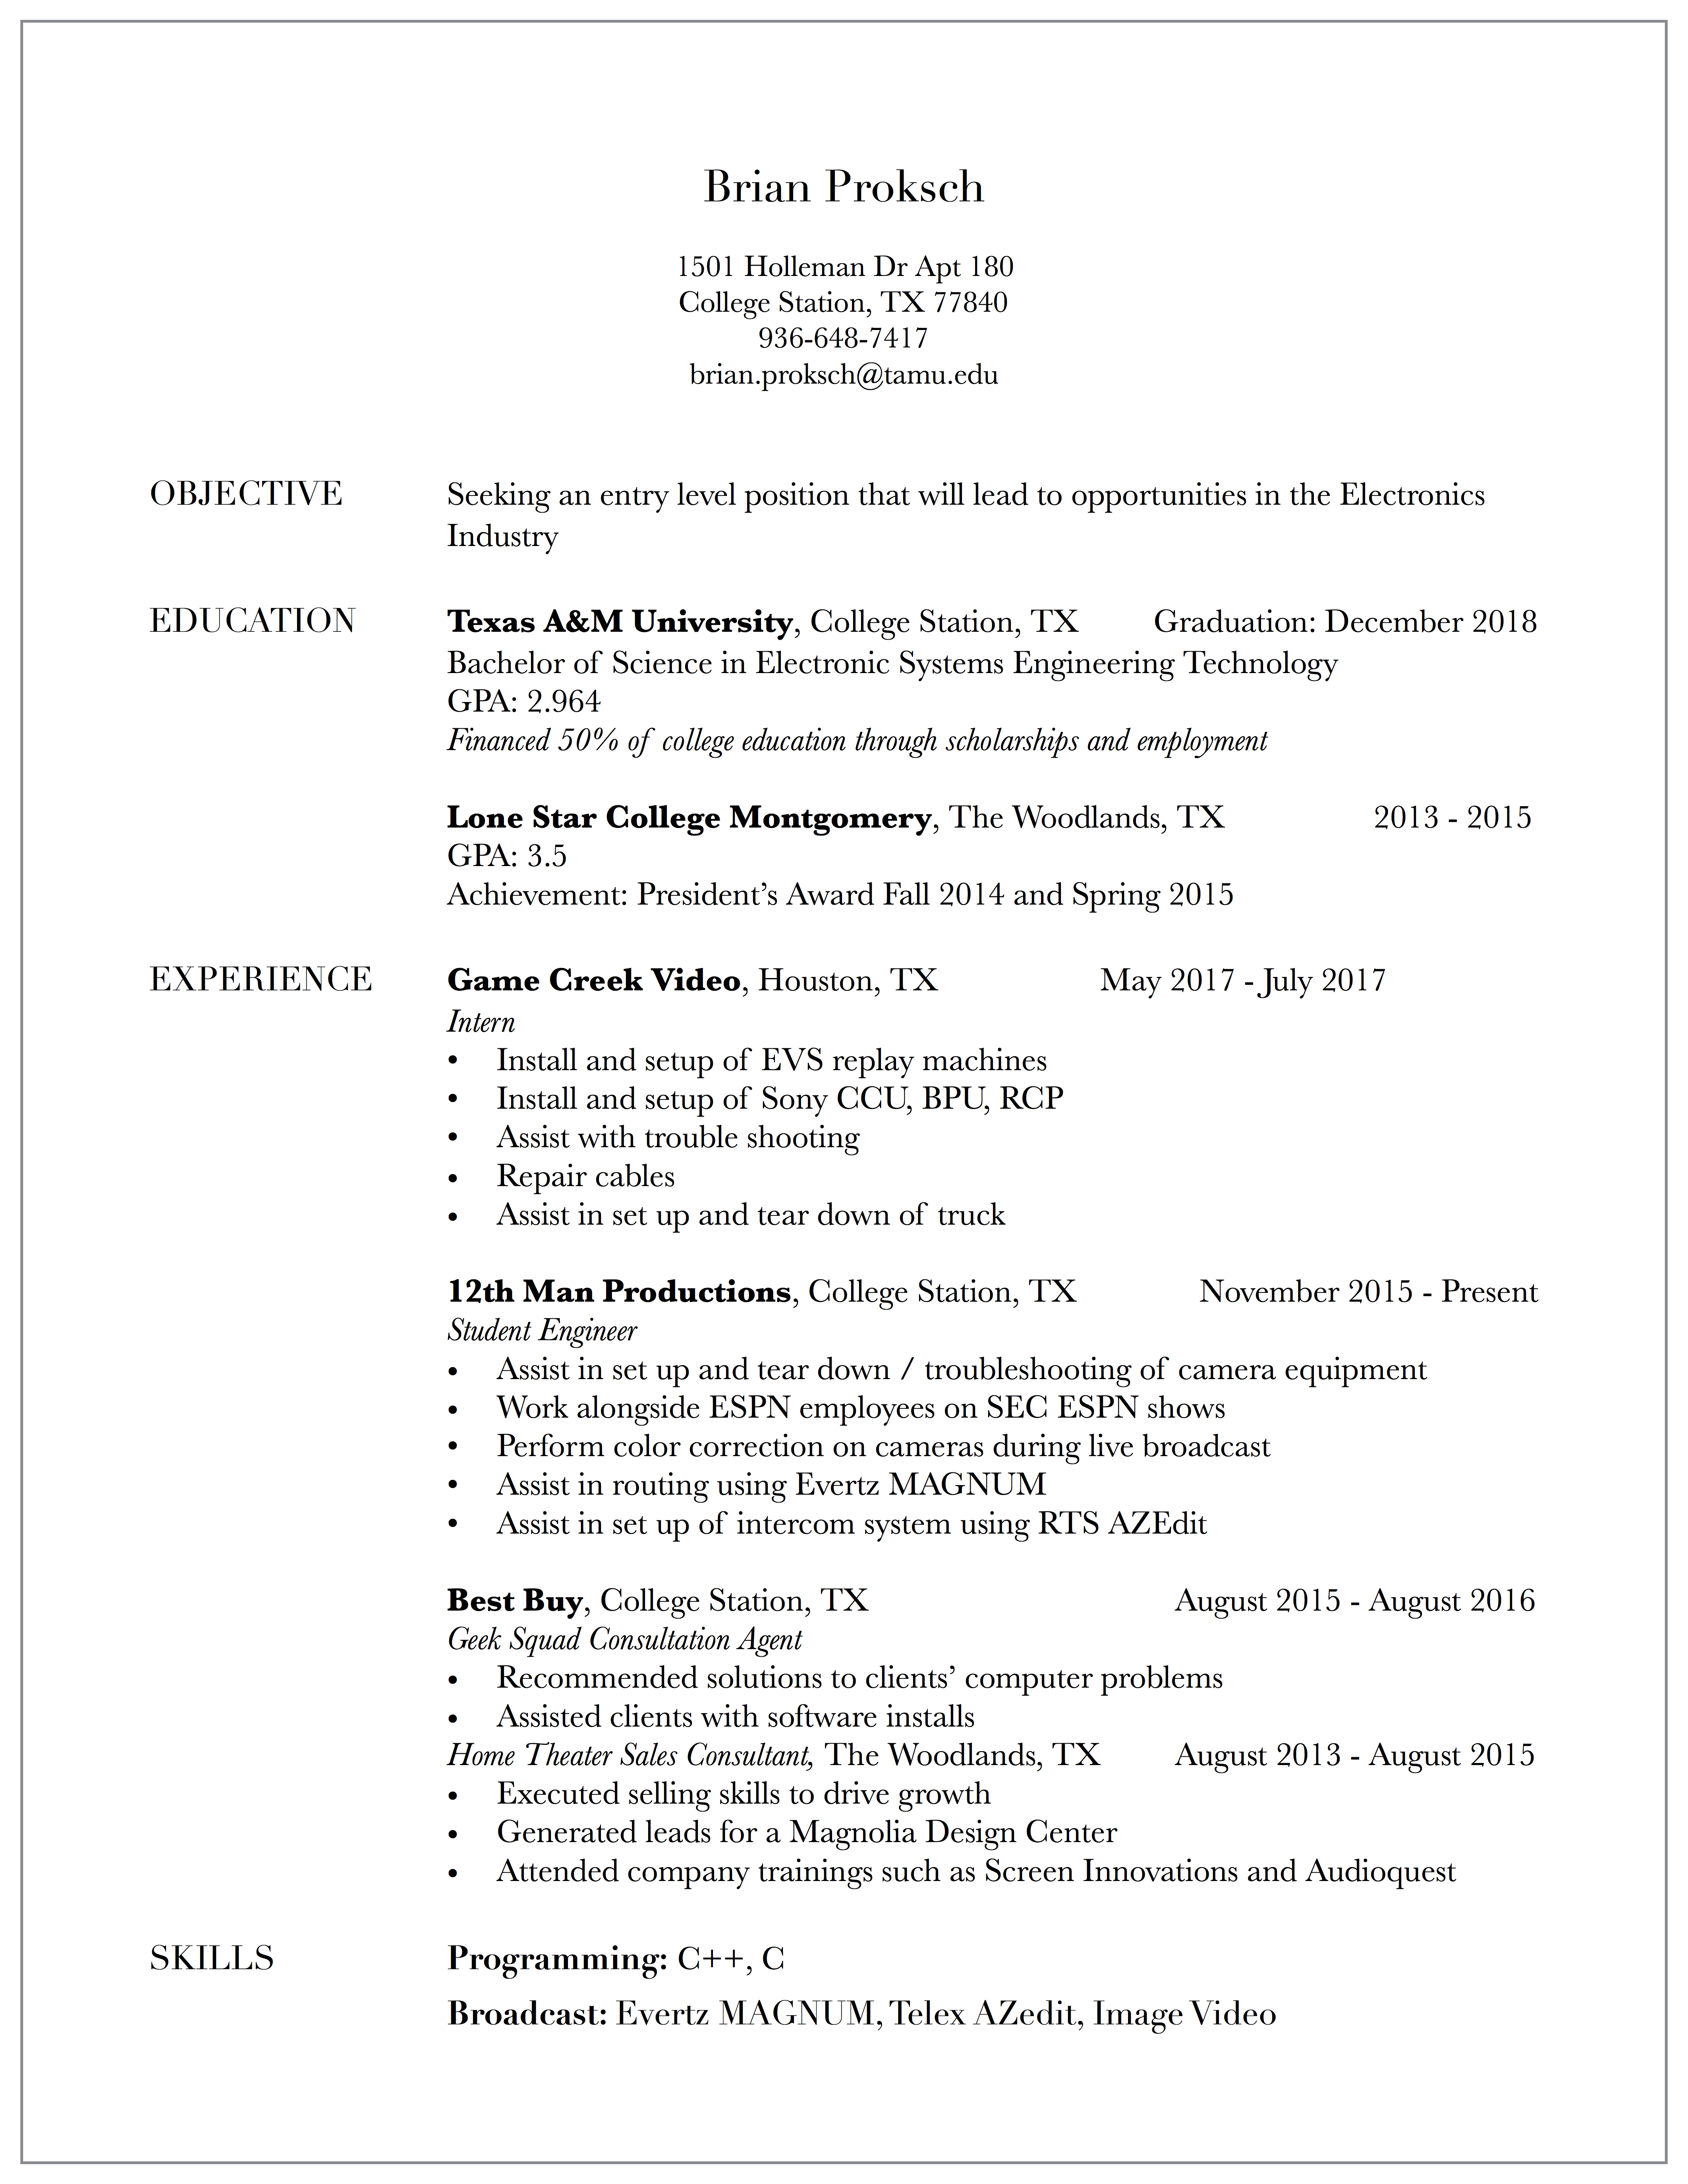 Brian Proksch
1501 Holleman Dr Apt 180
College Station, TX 77840
936-648-7417
brian.proksch@tamu.edu
OBJECTIVE Seeking an entry level position that will lead to opportunities in the Electronics
Industry
EDUCATION Texas A&M University, College Station, TX Graduation: December 2018
Bachelor of Science in Electronic Systems Engineering Technology
GPA: 2.964
Financed 50% of college education through scholarships and employment
Lone Star College Montgomery, The Woodlands, TX 2013 - 2015
GPA: 3.5
Achievement: President’s Award Fall 2014 and Spring 2015
EXPERIENCE Game Creek Video, Houston, TX May 2017 - July 2017
Intern
• Install and setup of EVS replay machines
• Install and setup of Sony CCU, BPU, RCP
• Assist with trouble shooting
• Repair cables
• Assist in set up and tear down of truck
12th Man Productions, College Station, TX November 2015 - Present
Student Engineer
• Assist in set up and tear down / troubleshooting of camera equipment
• Work alongside ESPN employees on SEC ESPN shows
• Perform color correction on cameras during live broadcast
• Assist in routing using Evertz MAGNUM
• Assist in set up of intercom system using RTS AZEdit
Best Buy, College Station, TX August 2015 - August 2016
Geek Squad Consultation Agent
• Recommended solutions to clients’ computer problems
• Assisted clients with software installs
Home Theater Sales Consultant, The Woodlands, TX August 2013 - August 2015
• Executed selling skills to drive growth
• Generated leads for a Magnolia Design Center
• Attended company trainings such as Screen Innovations and Audioquest
SKILLS Programming: C++, C
Broadcast: Evertz MAGNUM, Telex AZedit, Image Video